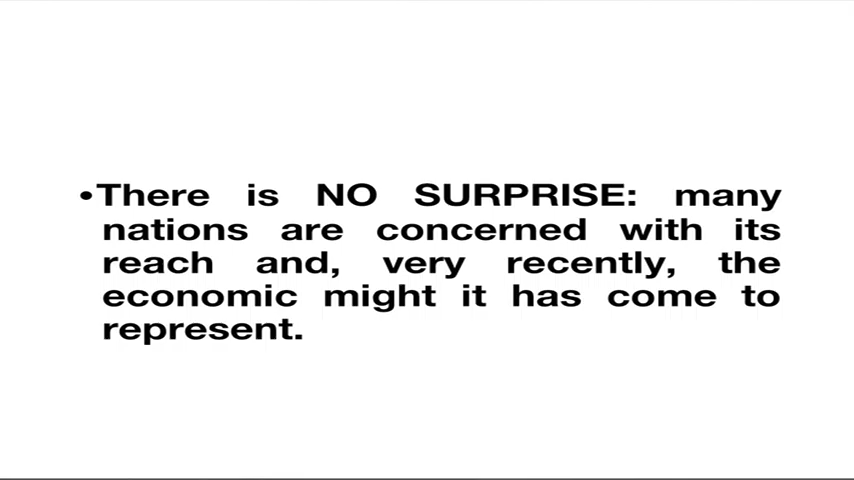 •There is NO SURPRISE: many
nations are concerned with its
reach and, very recently, the
economic might it has come to
represent.